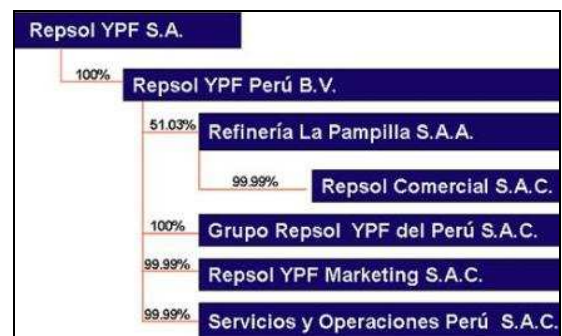 Repsol YPF S.A.
100%
Repsol YPF Perú B.V.
51.03%
Refinería La Pampilla S.A.A.
99.99%
Repsol Comercial S.A.C.
100%
Grupo Repsol YPF del Perú S.A.C.
99.99%
Repsol YPF Marketing S.A.C.
99.99%
Servicios y Operaciones Perú S.A.C.